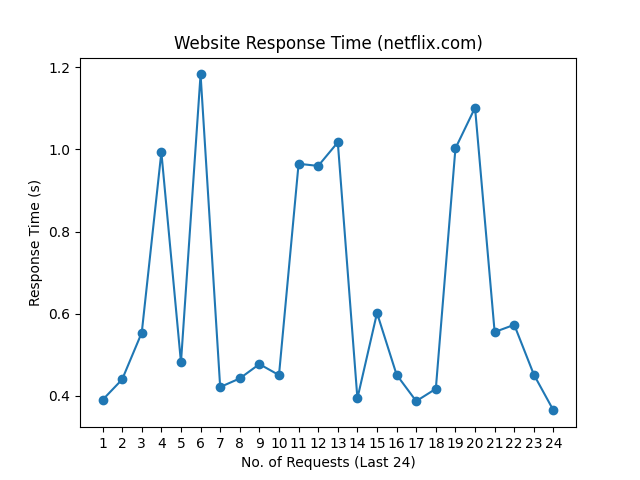 Website Response Time (netflix.com)
Response Time (s)
1.2
1.0
0.8
0.6
0.4
1 2 3 4 5 6 7 8 9 10 11 12 13 14 15 16 17 18 19 20 21 22 23 24
No. of Requests (Last 24)